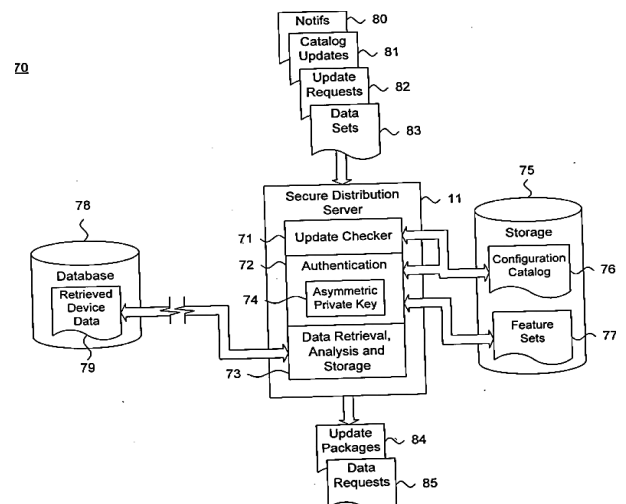 Notifs
80
Catalog
Updates
81
70
Update
Requests
82
Data
Sets
83
75
78
Secure Distribution
Server
11
Storage
71
Update Checker
72
Configuration
Catalog
76
Database
Authentication
Retrieved
Device
Data
74
Asymmetric
Private Key
79
Feature
Sets
77
Data Retrieval,
Analysis and
Storage
73
Update
Packages
84
Data
Requests
85